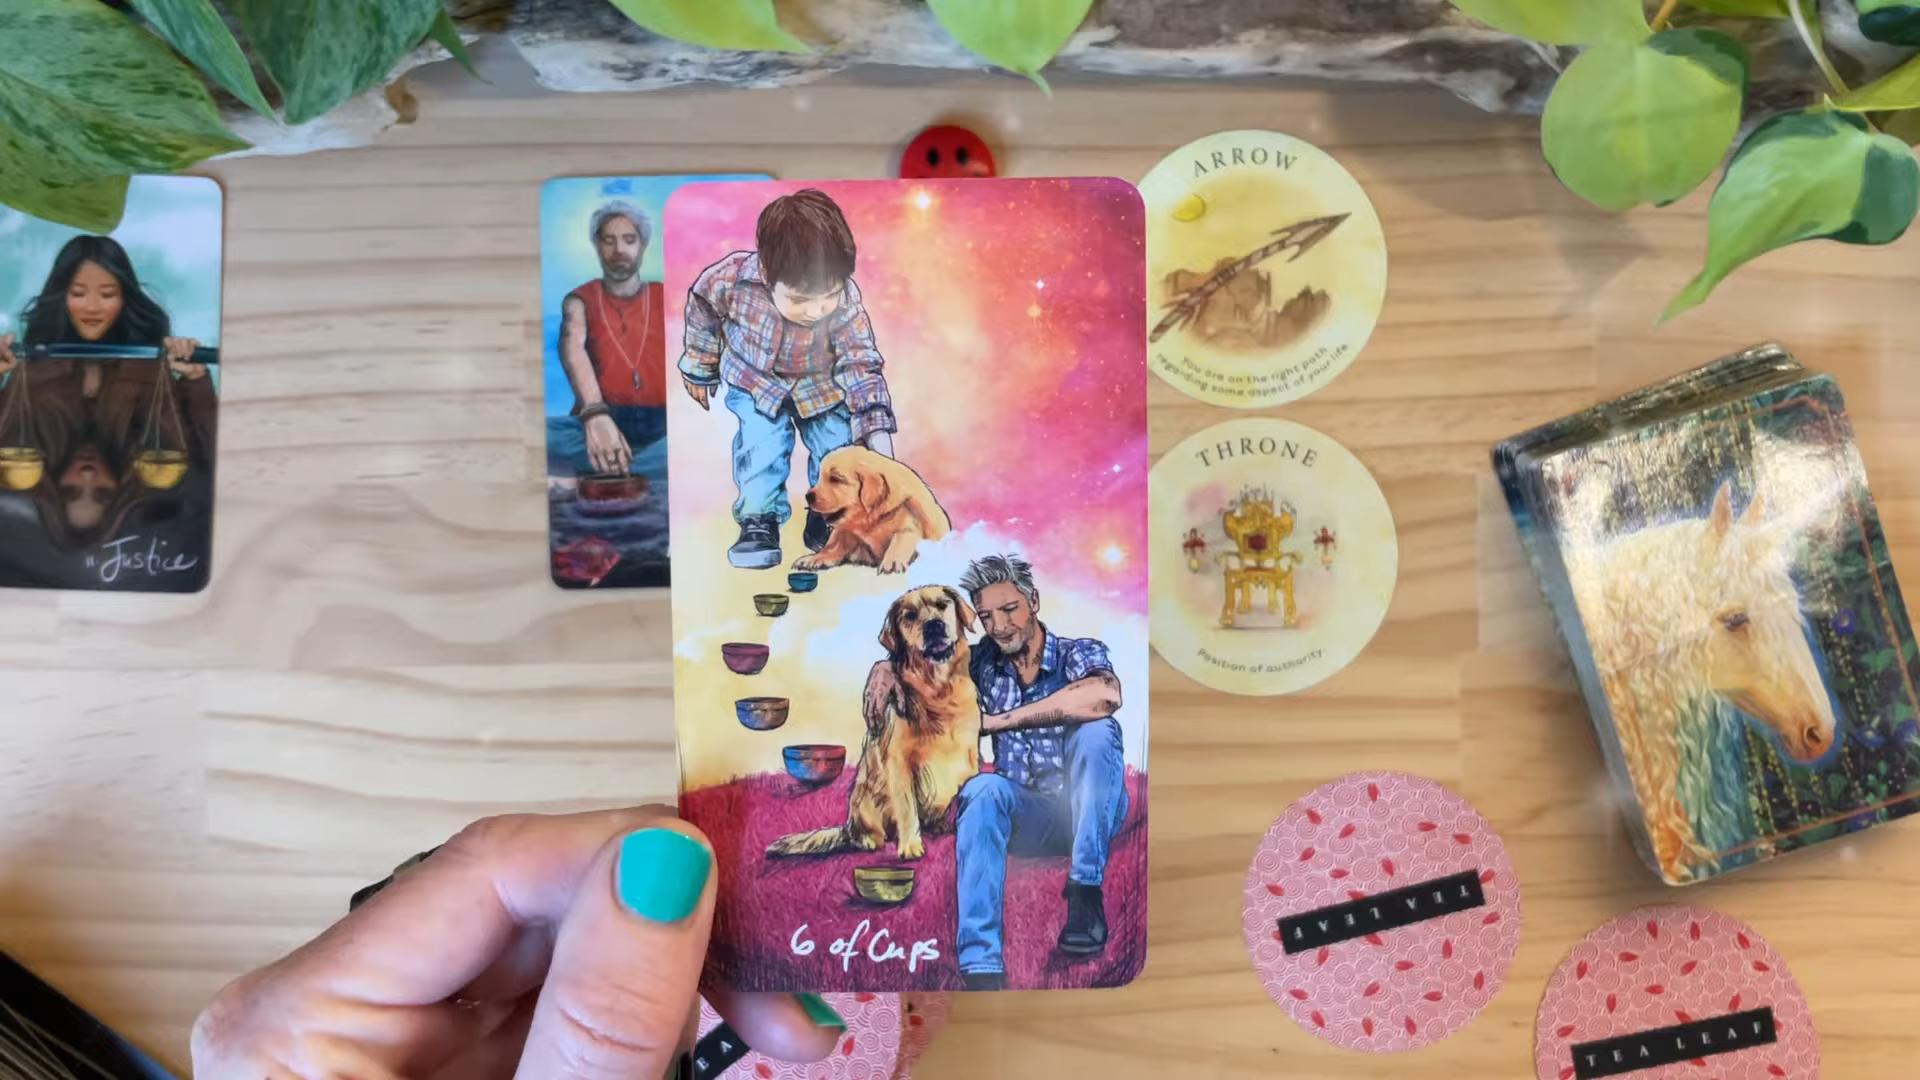 ARROW
You are on the right path
regarding some aspect of your life
THRONE
Position of authority.
11 Justice
6 of Cups
TEA LEAF
TEA LEAF
E A